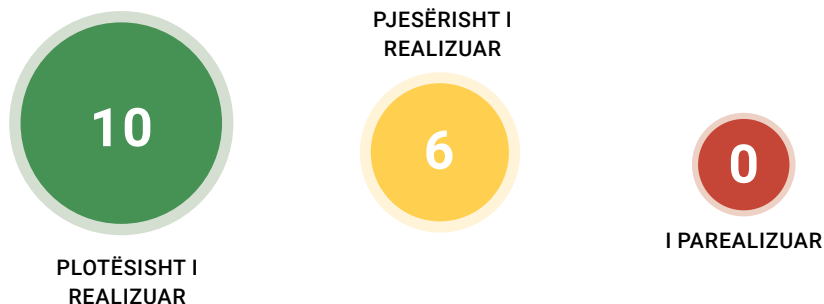 10
PLOTËSISHT I
REALIZUAR
PJESËRISHT I
REALIZUAR
6
0
I PAREALIZUAR